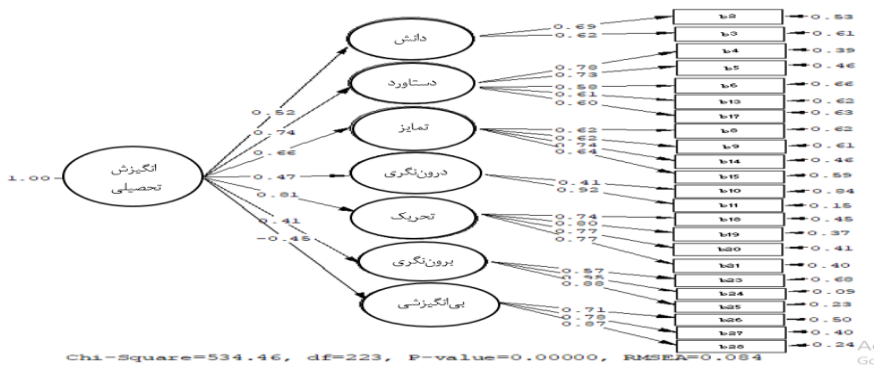 1.00
انگیزش
تحصیلی
0.52
0.74
0.66
0.47
0.81
0.41
-0.45
دانش
دستاورد
تمایز
درون‌نگری
تحریک
برون‌نگری
بی‌انگیزشی
0.69
0.62
0.78
0.73
0.58
0.61
0.60
0.62
0.62
0.74
0.64
0.41
0.92
0.74
0.80
0.77
0.77
0.57
0.95
0.88
0.71
0.78
0.87
b2 0.53
b3 0.61
b4 0.39
b5 0.46
b6 0.66
b13 0.62
b17 0.63
b8 0.62
b9 0.61
b14 0.46
b15 0.59
b10 0.84
b11 0.15
b18 0.45
b19 0.37
b20 0.41
b21 0.40
b23 0.68
b24 0.09
b25 0.23
b26 0.50
b27 0.40
b28 0.24
Chi-Square=534.46, df=223, P-value=0.00000, RMSEA=0.084